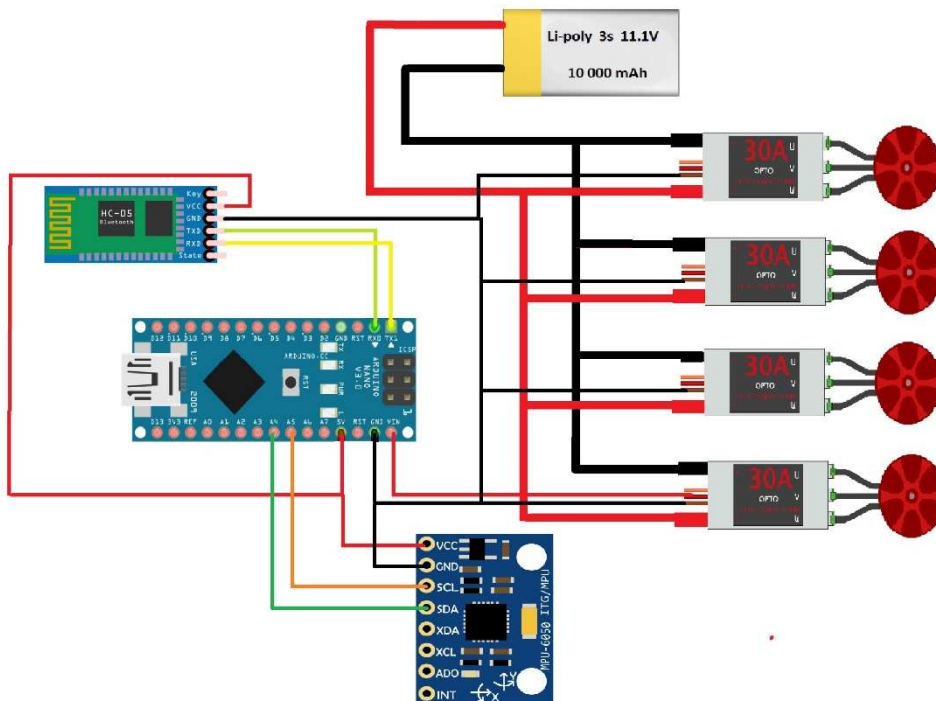 Li-poly 3s 11.1V
10 000 mAh
30A
OPTO
U
V
W
Key
VCC
GND
TXD
RXD
State
HC-05
Bluetooth
30A
OPTO
U
V
W
D12 D11 D10 D9 D8 D7 D6 D5 D4 D3 D2 GND RST RX0 TX1
TX
RX
PWR
L
ARDUINO.CC
RST
ARDUINO
NANO
V3.0
ICSP
1
USA
2009
D13 3V3 REF A0 A1 A2 A3 A4 A5 A6 A7 5V RST GND VIN
30A
OPTO
U
V
W
30A
OPTO
U
V
W
VCC
GND
SCL
SDA
XDA
XCL
ADO
INT
MPU-6050 ITG/MPU
Y
X